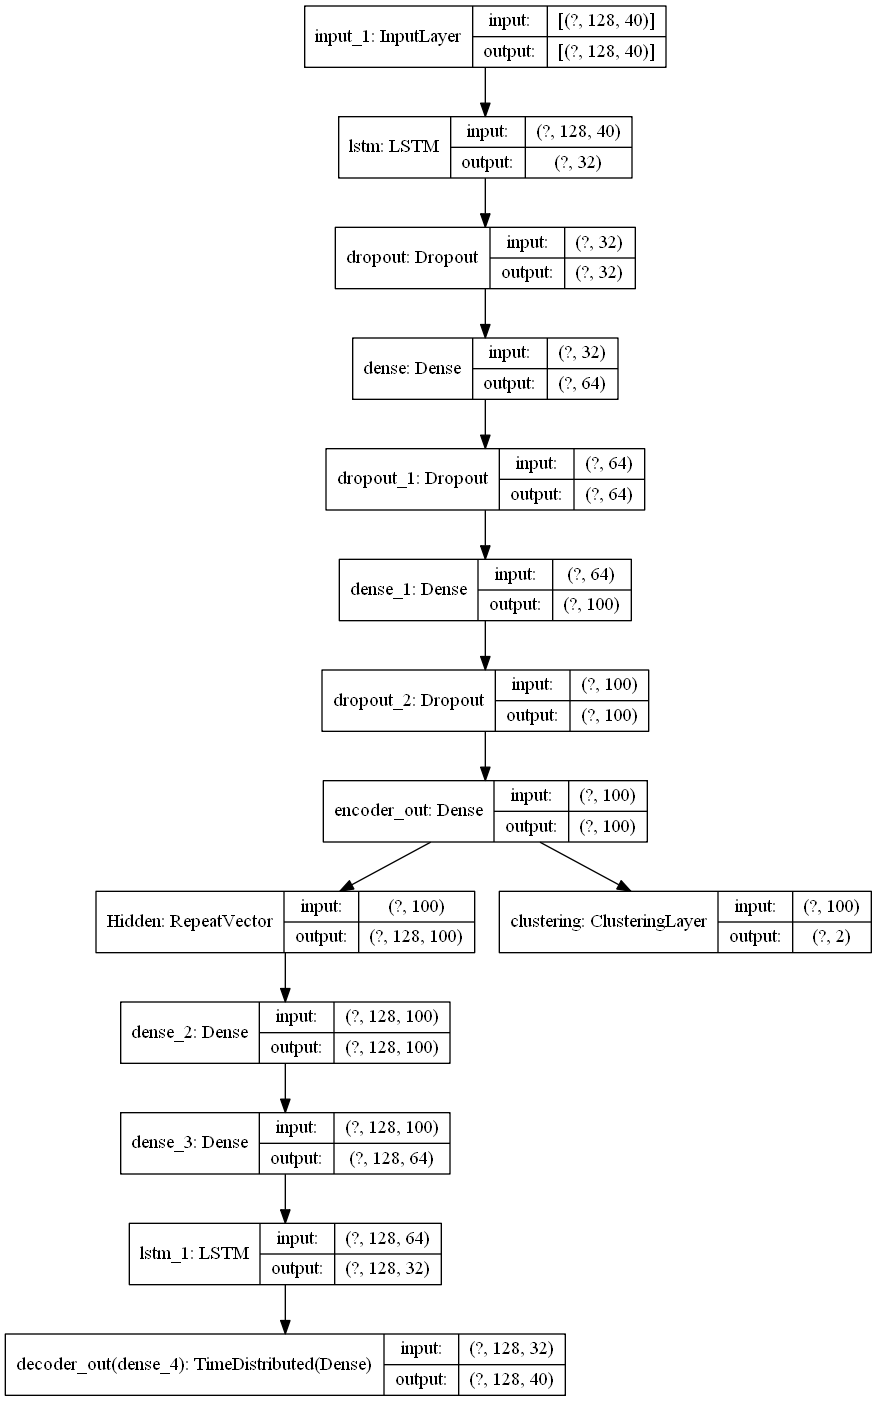 input_1: InputLayer
input: [(?, 128, 40)]
output: [(?, 128, 40)]
lstm: LSTM
input: (?, 128, 40)
output: (?, 32)
dropout: Dropout
input: (?, 32)
output: (?, 32)
dense: Dense
input: (?, 32)
output: (?, 64)
dropout_1: Dropout
input: (?, 64)
output: (?, 64)
dense_1: Dense
input: (?, 64)
output: (?, 100)
dropout_2: Dropout
input: (?, 100)
output: (?, 100)
encoder_out: Dense
input: (?, 100)
output: (?, 100)
Hidden: RepeatVector
input: (?, 100)
output: (?, 128, 100)
clustering: ClusteringLayer
input: (?, 100)
output: (?, 2)
dense_2: Dense
input: (?, 128, 100)
output: (?, 128, 100)
dense_3: Dense
input: (?, 128, 100)
output: (?, 128, 64)
lstm_1: LSTM
input: (?, 128, 64)
output: (?, 128, 32)
decoder_out(dense_4): TimeDistributed(Dense)
input: (?, 128, 32)
output: (?, 128, 40)